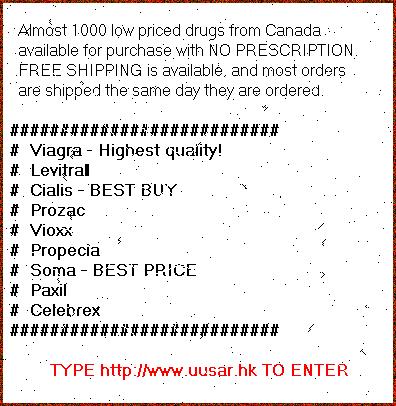 Almost 1000 low priced drugs from Canada
available for purchase with NO PRESCRIPTION.
FREE SHIPPING is available, and most orders
are shipped the same day they are ordered.
###########################
# Viagra - Highest quality!
# Levitrall
# Cialis - BEST BUY
# Prozac
# Vioxx
# Propecia
# Soma - BEST PRICE
# Paxil
# Celebrex
###########################
TYPE http://www.uusar.hk TO ENTER